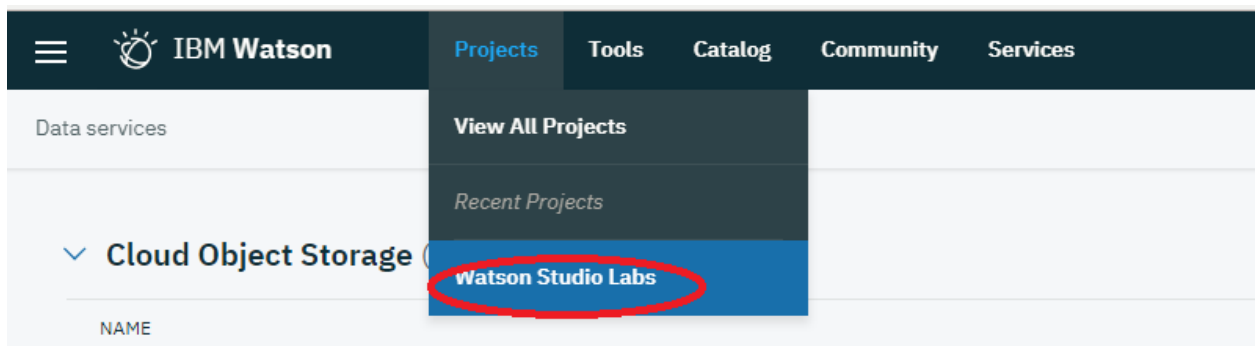 IBM Watson Projects Tools Catalog Community Services
Data services
View All Projects
Recent Projects
Cloud Object Storage (
Watson Studio Labs
NAME